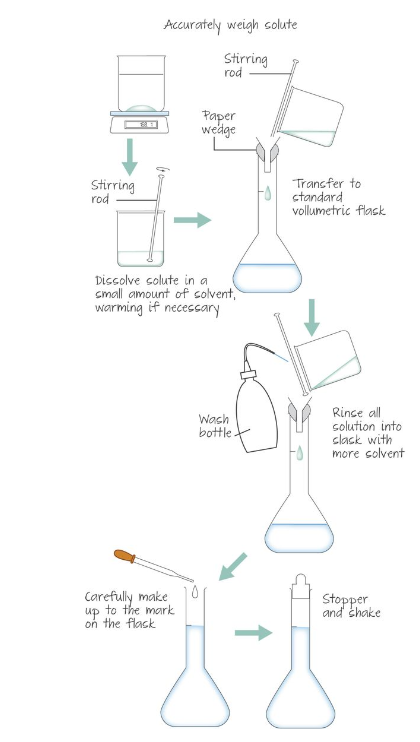 Accurately weigh solute
Stirring
rod
Paper
wedge
Stirring
rod
Transfer to
standard
vollumetric flask
Dissolve solute in a
small amount of solvent,
warming if necessary
Wash
bottle
Rinse all
solution into
slask with
more solvent
Carefully make
up to the mark
on the flask
Stopper
and shake